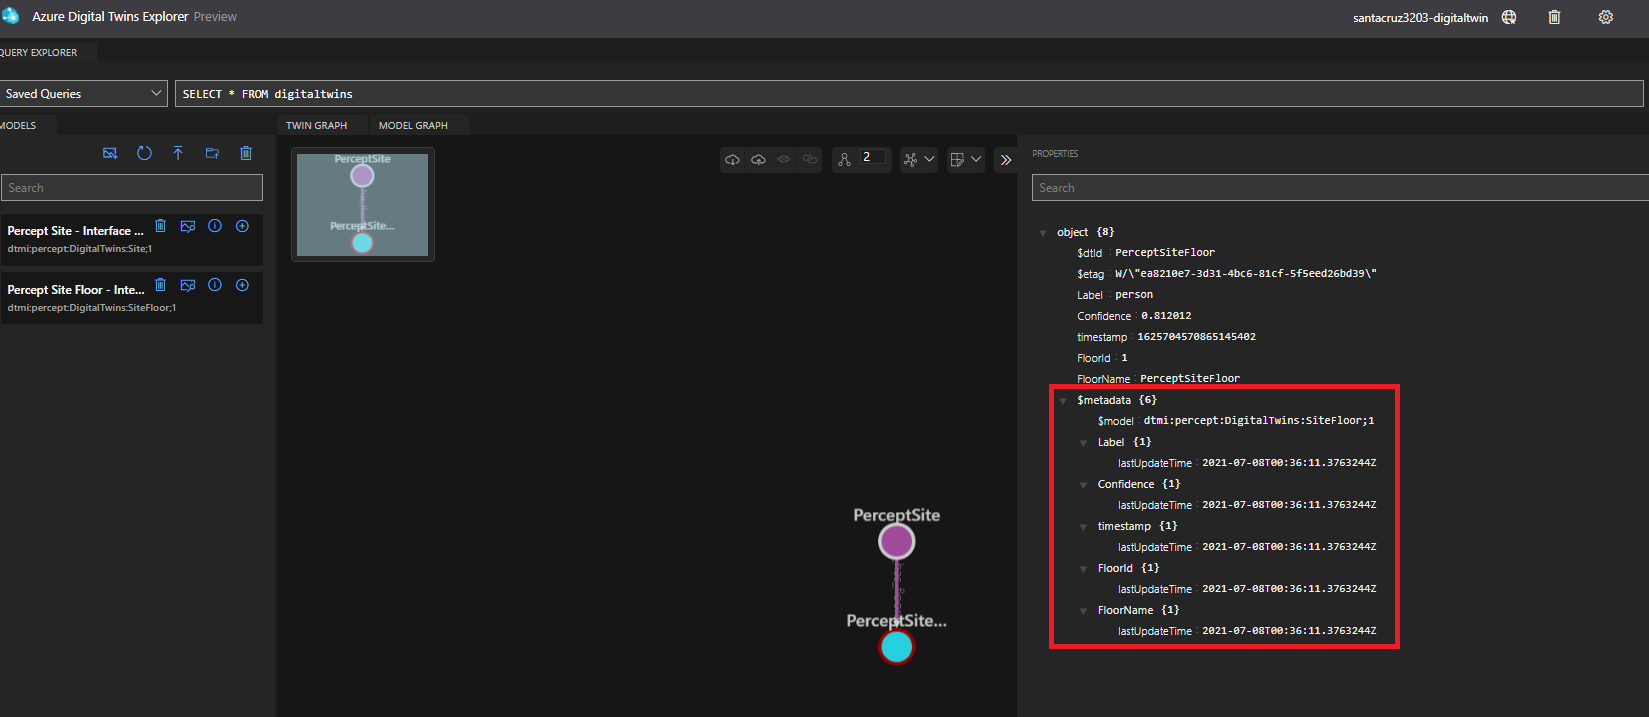 Azure Digital Twins Explorer Preview
santacruz3203-digitaltwin
QUERY EXPLORER
Saved Queries
SELECT * FROM digitaltwins
MODELS
TWIN GRAPH
MODEL GRAPH
2
Search
Percept Site - Interface ...
dtmi:percept:DigitalTwins:Site;1
Percept Site Floor - Inte...
dtmi:percept:DigitalTwins:SiteFloor;1
PerceptSite
PerceptSite...
PerceptSite
PerceptSite...
PROPERTIES
Search
object {8}
$dtId : PerceptSiteFloor
$etag : W/\"ea8210e7-3d31-4bc6-81cf-5f5eed26bd39\"
Label : person
Confidence : 0.812012
timestamp : 1625704570865145402
FloorId : 1
FloorName : PerceptSiteFloor
$metadata {6}
$model : dtmi:percept:DigitalTwins:SiteFloor;1
Label {1}
lastUpdateTime : 2021-07-08T00:36:11.3763244Z
Confidence {1}
lastUpdateTime : 2021-07-08T00:36:11.3763244Z
timestamp {1}
lastUpdateTime : 2021-07-08T00:36:11.3763244Z
FloorId {1}
lastUpdateTime : 2021-07-08T00:36:11.3763244Z
FloorName {1}
lastUpdateTime : 2021-07-08T00:36:11.3763244Z